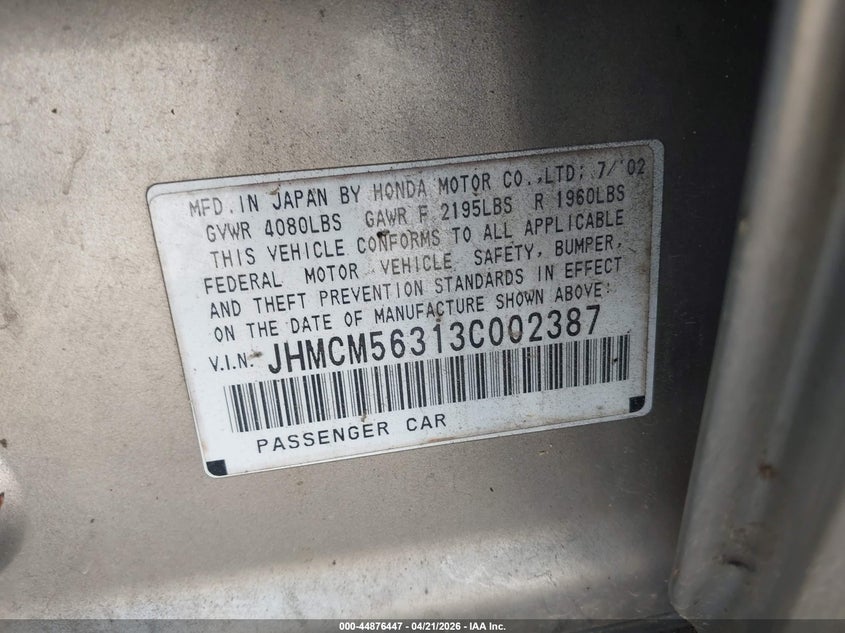 MFD. IN JAPAN BY HONDA MOTOR CO.,LTD; 7/'02
GVWR 4080LBS GAWR F 2195LBS R 1960LBS
THIS VEHICLE CONFORMS TO ALL APPLICABLE
FEDERAL MOTOR VEHICLE SAFETY, BUMPER,
AND THEFT PREVENTION STANDARDS IN EFFECT
ON THE DATE OF MANUFACTURE SHOWN ABOVE:
V.I.N: JHMCM56313C002387
PASSENGER CAR
000-44876447 - 04/21/2026 - IAA Inc.